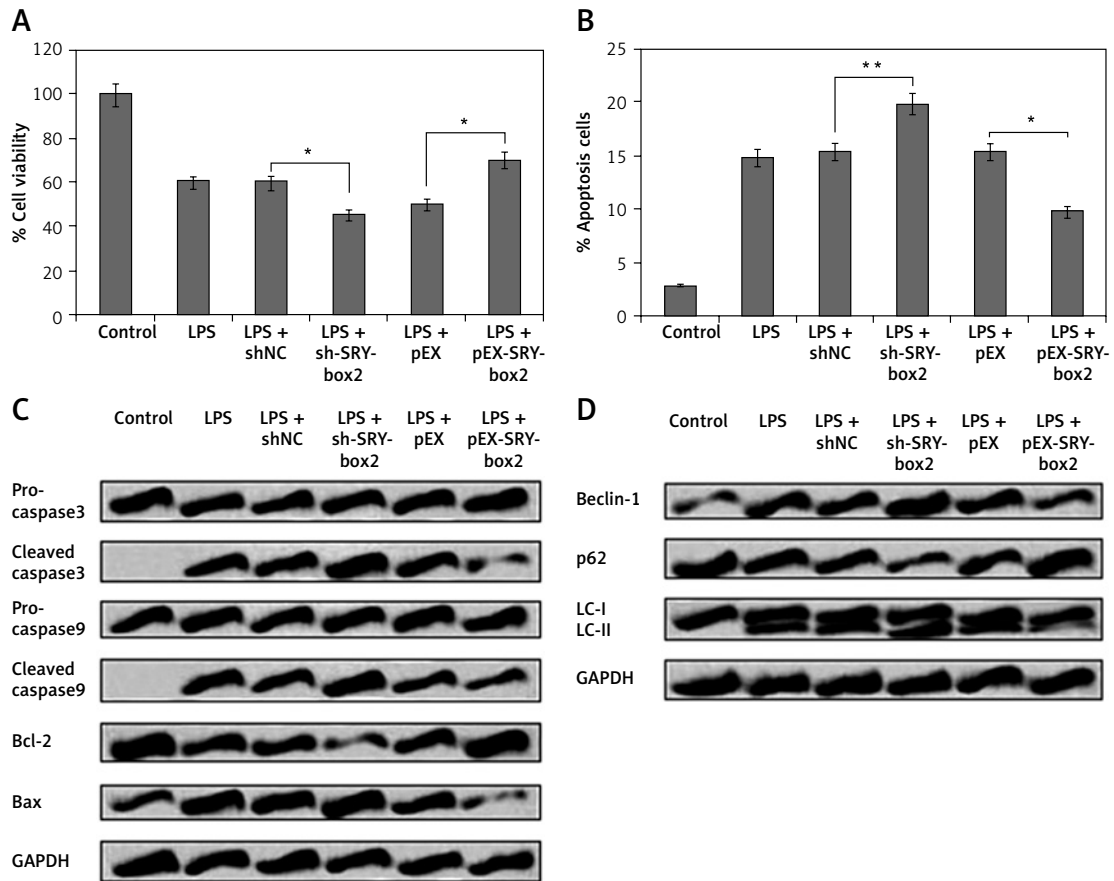 A
% Cell viability
120
100
80
60
40
20
0
*
*
Control
LPS
LPS +
shNC
LPS +
sh-SRY-
box2
LPS +
pEX
LPS +
pEX-SRY-
box2
B
% Apoptosis cells
25
20
15
10
5
0
**
*
Control
LPS
LPS +
shNC
LPS +
sh-SRY-
box2
LPS +
pEX
LPS +
pEX-SRY-
box2
C
Control
LPS
LPS +
shNC
LPS +
sh-SRY-
box2
LPS +
pEX
LPS +
pEX-SRY-
box2
Pro-
caspase3
Cleaved
caspase3
Pro-
caspase9
Cleaved
caspase9
Bcl-2
Bax
GAPDH
D
Control
LPS
LPS +
shNC
LPS +
sh-SRY-
box2
LPS +
pEX
LPS +
pEX-SRY-
box2
Beclin-1
p62
LC-I
LC-II
GAPDH